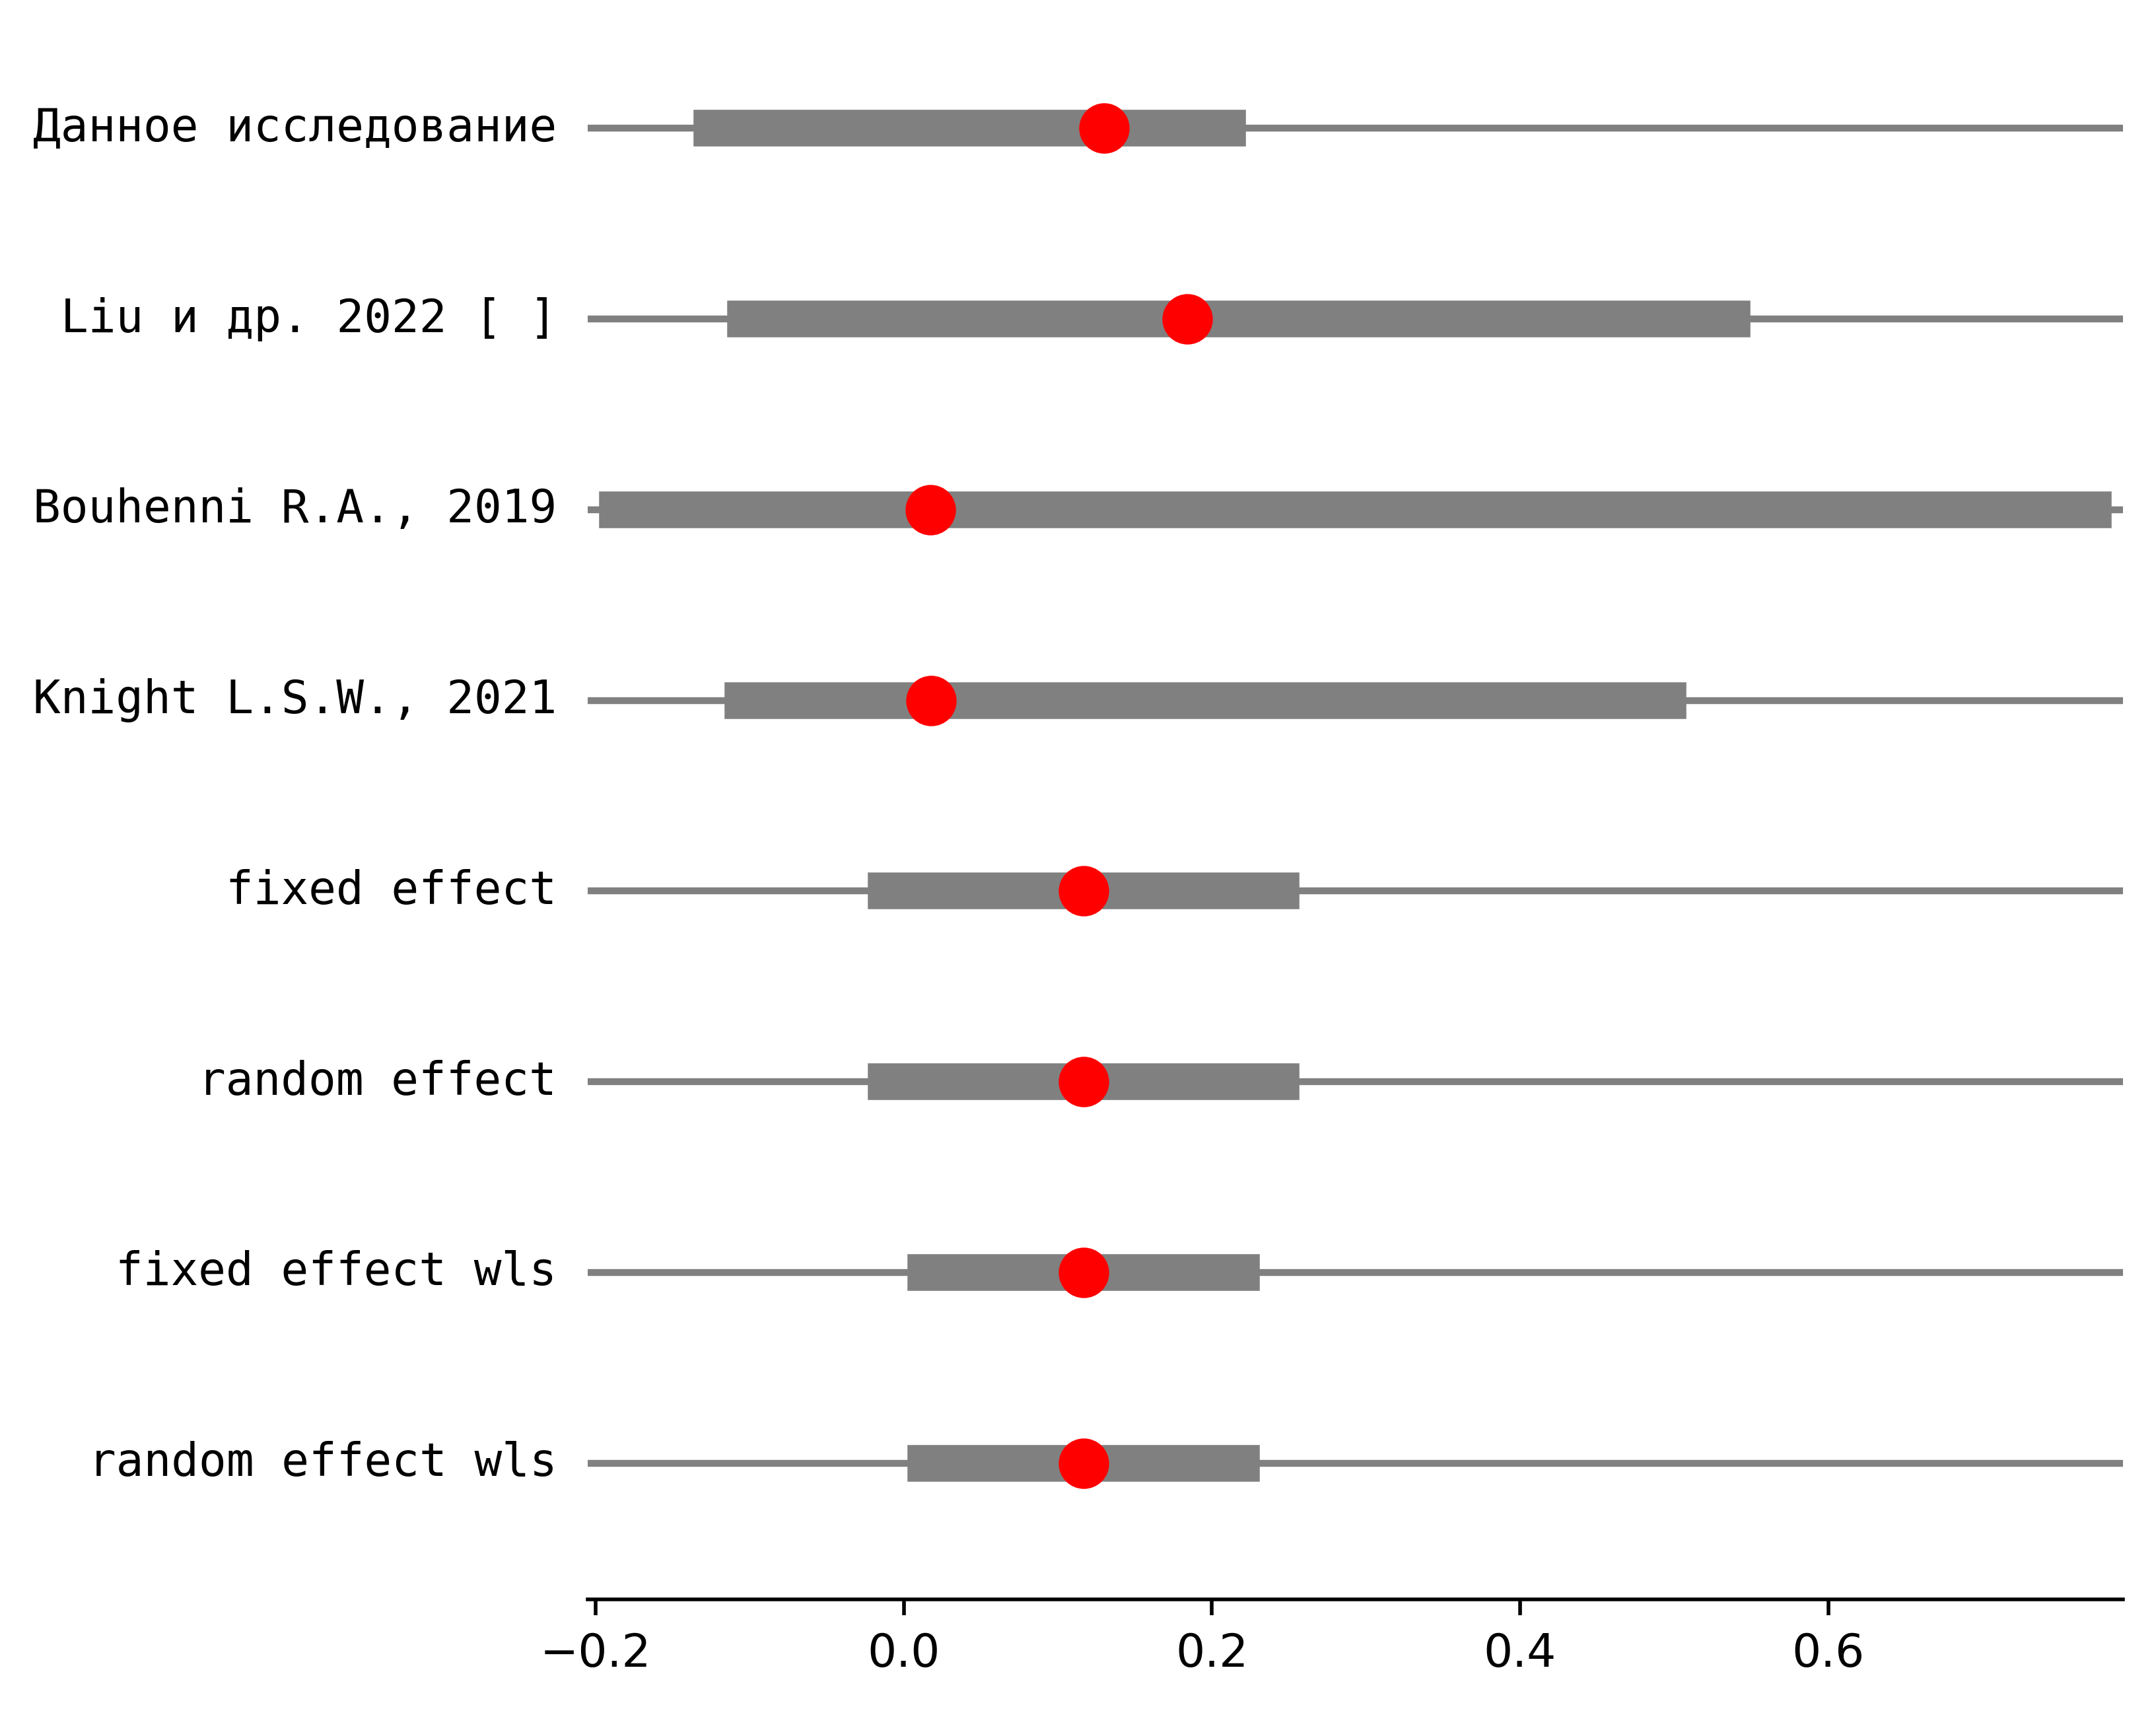 Данное исследование
Liu и др. 2022 [ ]
Bouhenni R.A., 2019
Knight L.S.W., 2021
fixed effect
random effect
fixed effect wls
random effect wls
−0.2 0.0 0.2 0.4 0.6